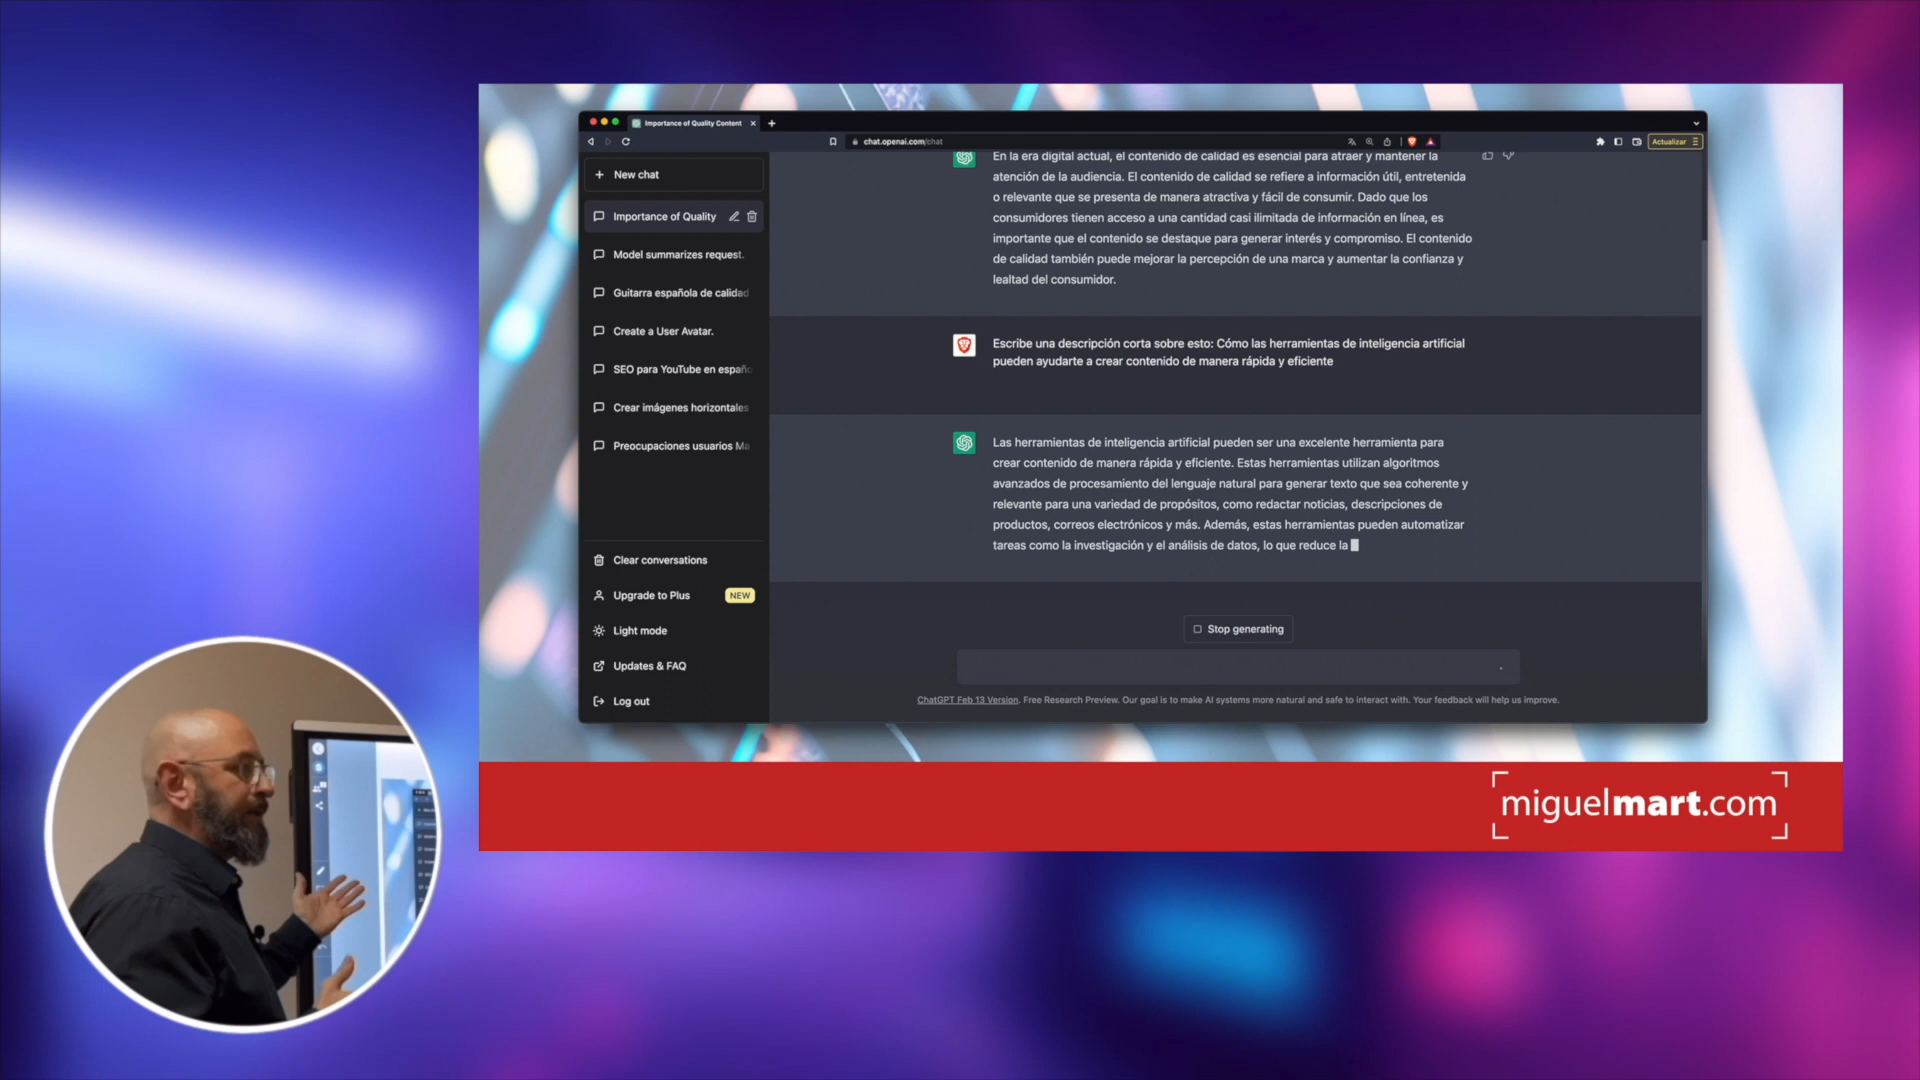 Importance of Quality Content
chat.openai.com/chat
Actualizar
New chat
Importance of Quality
Model summarizes request.
Guitarra española de calidad
Create a User Avatar.
SEO para YouTube en españo
Crear imágenes horizontales
Preocupaciones usuarios Ma
Clear conversations
Upgrade to Plus NEW
Light mode
Updates & FAQ
Log out
En la era digital actual, el contenido de calidad es esencial para atraer y mantener la
atención de la audiencia. El contenido de calidad se refiere a información útil, entretenida
o relevante que se presenta de manera atractiva y fácil de consumir. Dado que los
consumidores tienen acceso a una cantidad casi ilimitada de información en línea, es
importante que el contenido se destaque para generar interés y compromiso. El contenido
de calidad también puede mejorar la percepción de una marca y aumentar la confianza y
lealtad del consumidor.
Escribe una descripción corta sobre esto: Cómo las herramientas de inteligencia artificial
pueden ayudarte a crear contenido de manera rápida y eficiente
Las herramientas de inteligencia artificial pueden ser una excelente herramienta para
crear contenido de manera rápida y eficiente. Estas herramientas utilizan algoritmos
avanzados de procesamiento del lenguaje natural para generar texto que sea coherente y
relevante para una variedad de propósitos, como redactar noticias, descripciones de
productos, correos electrónicos y más. Además, estas herramientas pueden automatizar
tareas como la investigación y el análisis de datos, lo que reduce la
Stop generating
ChatGPT Feb 13 Version. Free Research Preview. Our goal is to make AI systems more natural and safe to interact with. Your feedback will help us improve.
miguelmart.com